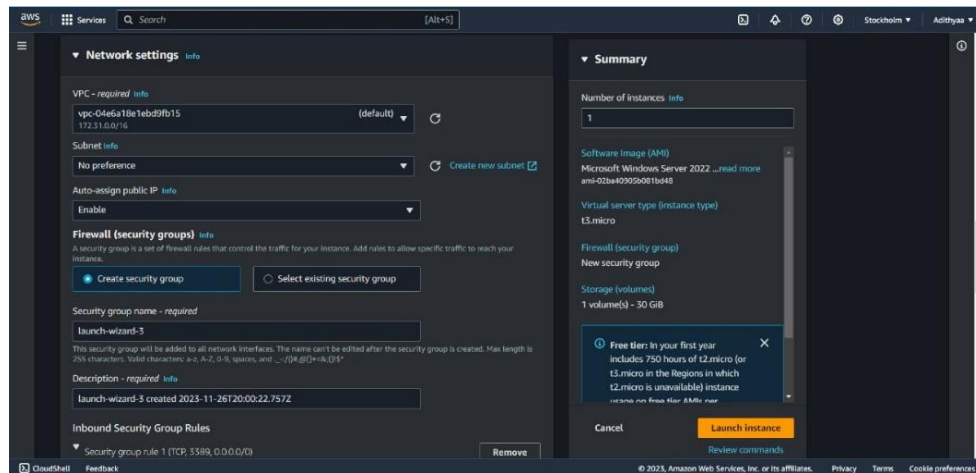 aws
Services
Search
[Alt+S]
Stockholm
Adithyaa
Network settings Info
VPC - required Info
vpc-04e6a18e1ebd9fb15
(default)
172.31.0.0/16
Subnet Info
No preference
Create new subnet
Auto-assign public IP Info
Enable
Firewall (security groups) Info
A security group is a set of firewall rules that control the traffic for your instance. Add rules to allow specific traffic to reach your
instance.
Create security group
Select existing security group
Security group name - required
launch-wizard-3
This security group will be added to all network interfaces. The name can't be edited after the security group is created. Max length is
255 characters. Valid characters: a-z, A-Z, 0-9, spaces, and
Description - required Info
launch-wizard-3 created 2023-11-26T20:00:22.757Z
Inbound Security Group Rules
Security group rule 1 (TCP, 3389, 0.0.0.0/0)
Remove
Summary
Number of instances Info
1
Software Image (AMI)
Microsoft Windows Server 2022 ...read more
ami-02ba40905b081bd48
Virtual server type (instance type)
t3.micro
Firewall (security group)
New security group
Storage (volumes)
1 volume(s) - 30 GiB
Free tier: In your first year
includes 750 hours of t2.micro (or
t3.micro in the Regions in which
t2.micro is unavailable) instance
usage on free tier AMIs per
Cancel
Launch instance
Review commands
CloudShell
Feedback
© 2023, Amazon Web Services, Inc. or its affiliates.
Privacy
Terms
Cookie preferences